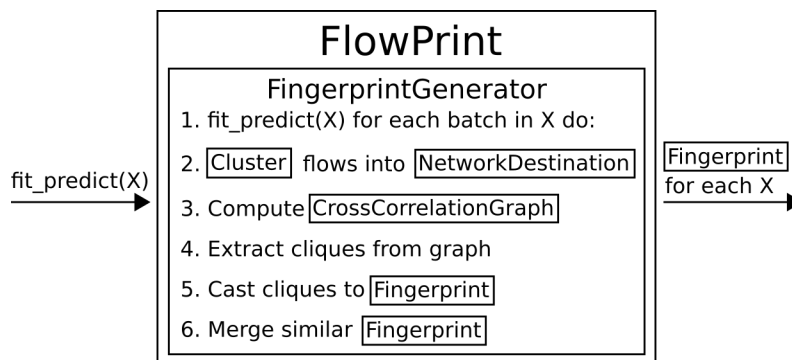 FlowPrint
FingerprintGenerator
1. fit_predict(X) for each batch in X do:
2. Cluster flows into NetworkDestination
3. Compute CrossCorrelationGraph
4. Extract cliques from graph
5. Cast cliques to Fingerprint
6. Merge similar Fingerprint
fit_predict(X)
Fingerprint
for each X